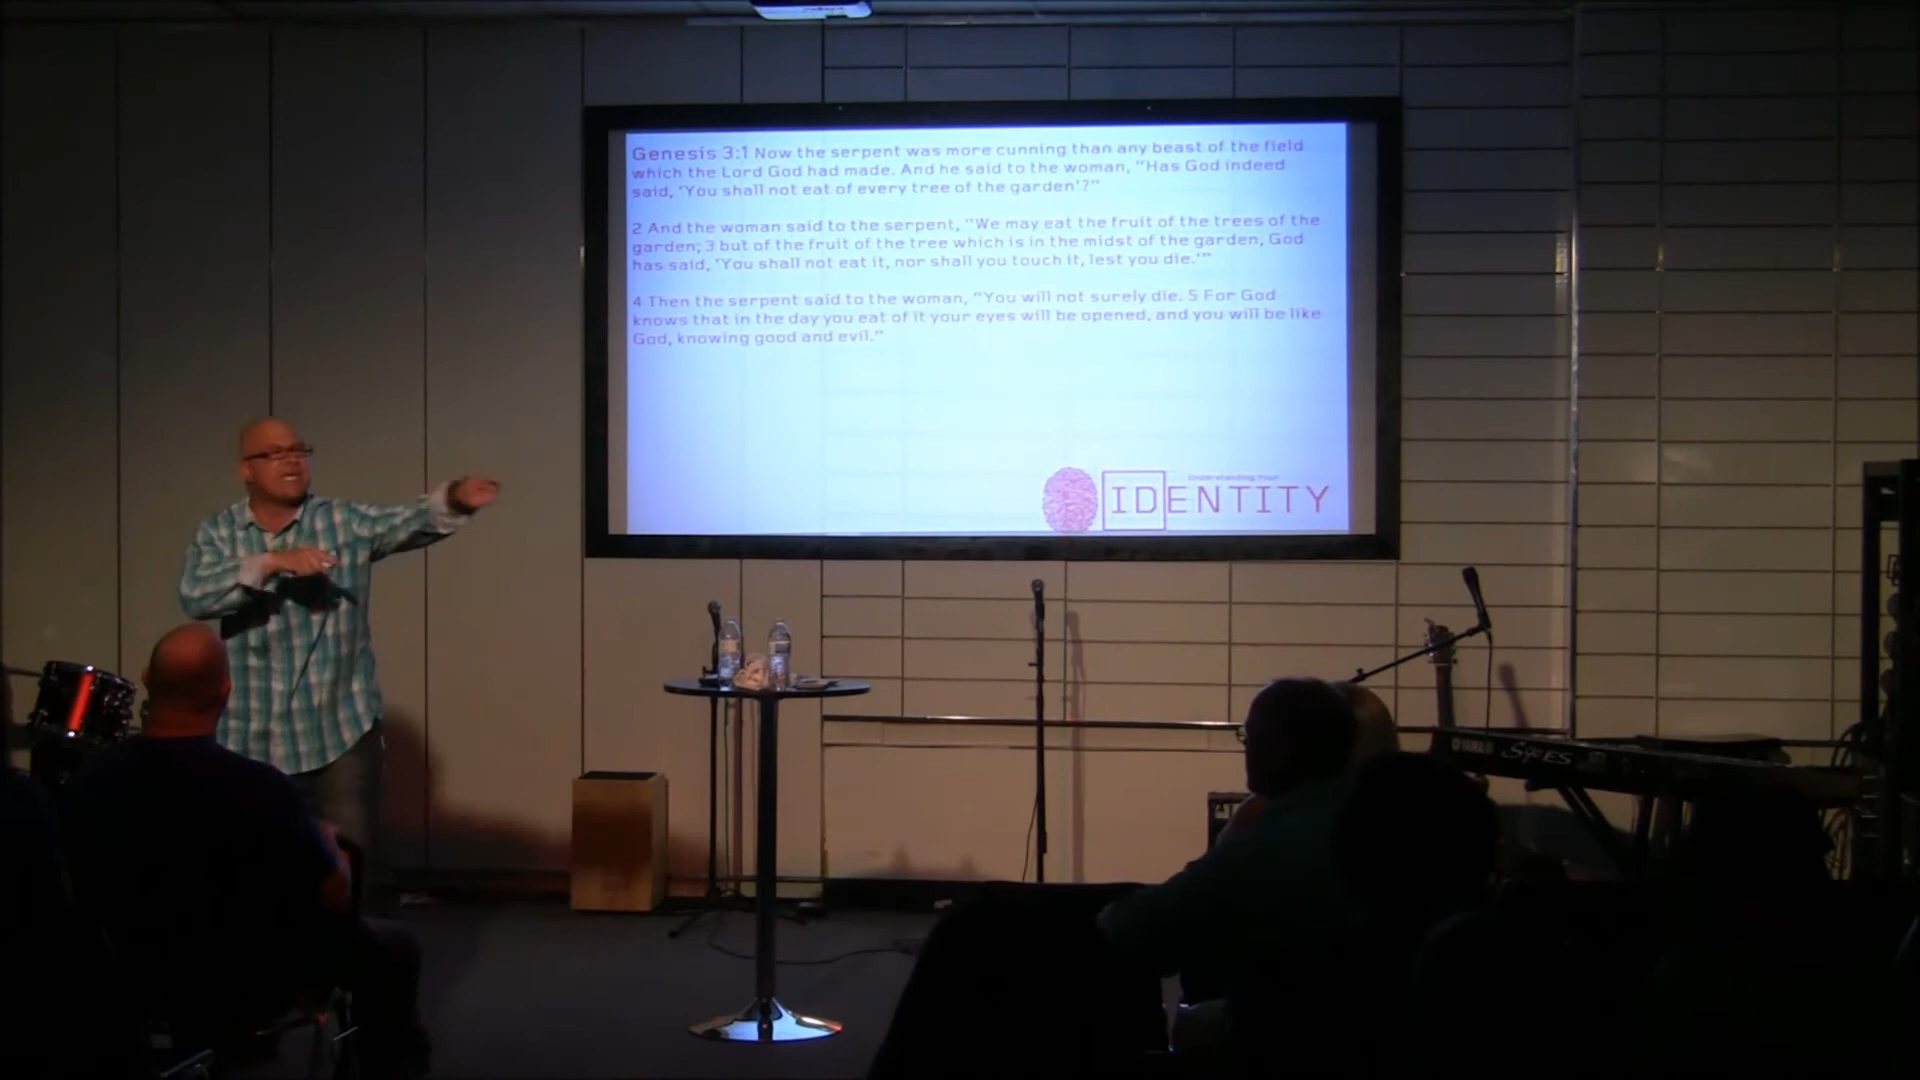 Genesis 3:1 Now the serpent was more cunning than any beast of the field
which the Lord God had made. And he said to the woman, "Has God indeed
said, 'You shall not eat of every tree of the garden'?"
2 And the woman said to the serpent, "We may eat the fruit of the trees of the
garden; 3 but of the fruit of the tree which is in the midst of the garden, God
has said, 'You shall not eat it, nor shall you touch it, lest you die.'"
4 Then the serpent said to the woman, "You will not surely die. 5 For God
knows that in the day you eat of it your eyes will be opened, and you will be like
God, knowing good and evil."
Understanding Your
IDENTITY
YAMAHA S90 ES